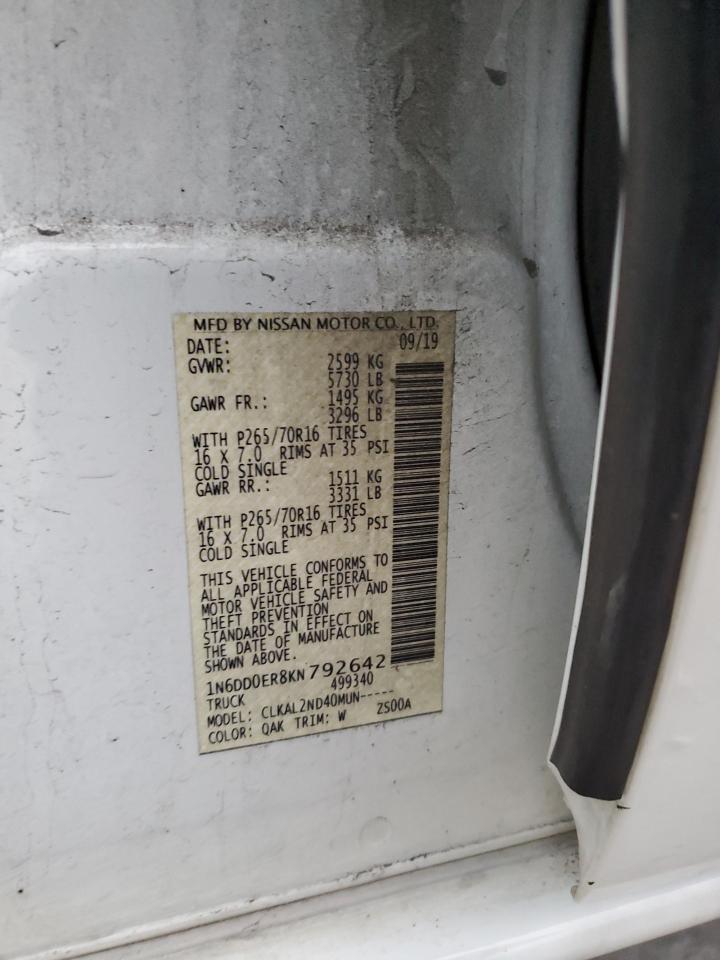 MFD BY NISSAN MOTOR CO., LTD.
DATE: 09/19
GVWR: 2599 KG
5730 LB
GAWR FR.: 1495 KG
3296 LB
WITH P265/70R16 TIRES
16 X 7.0 RIMS AT 35 PSI
COLD SINGLE
GAWR RR.: 1511 KG
3331 LB
WITH P265/70R16 TIRES
16 X 7.0 RIMS AT 35 PSI
COLD SINGLE
THIS VEHICLE CONFORMS TO
ALL APPLICABLE FEDERAL
MOTOR VEHICLE SAFETY AND
THEFT PREVENTION
STANDARDS IN EFFECT ON
THE DATE OF MANUFACTURE
SHOWN ABOVE.
1N6DD0ER8KN792642
TRUCK 499340
MODEL: CLKAL2ND40MUN-----
COLOR: QAK TRIM: W ZS00A